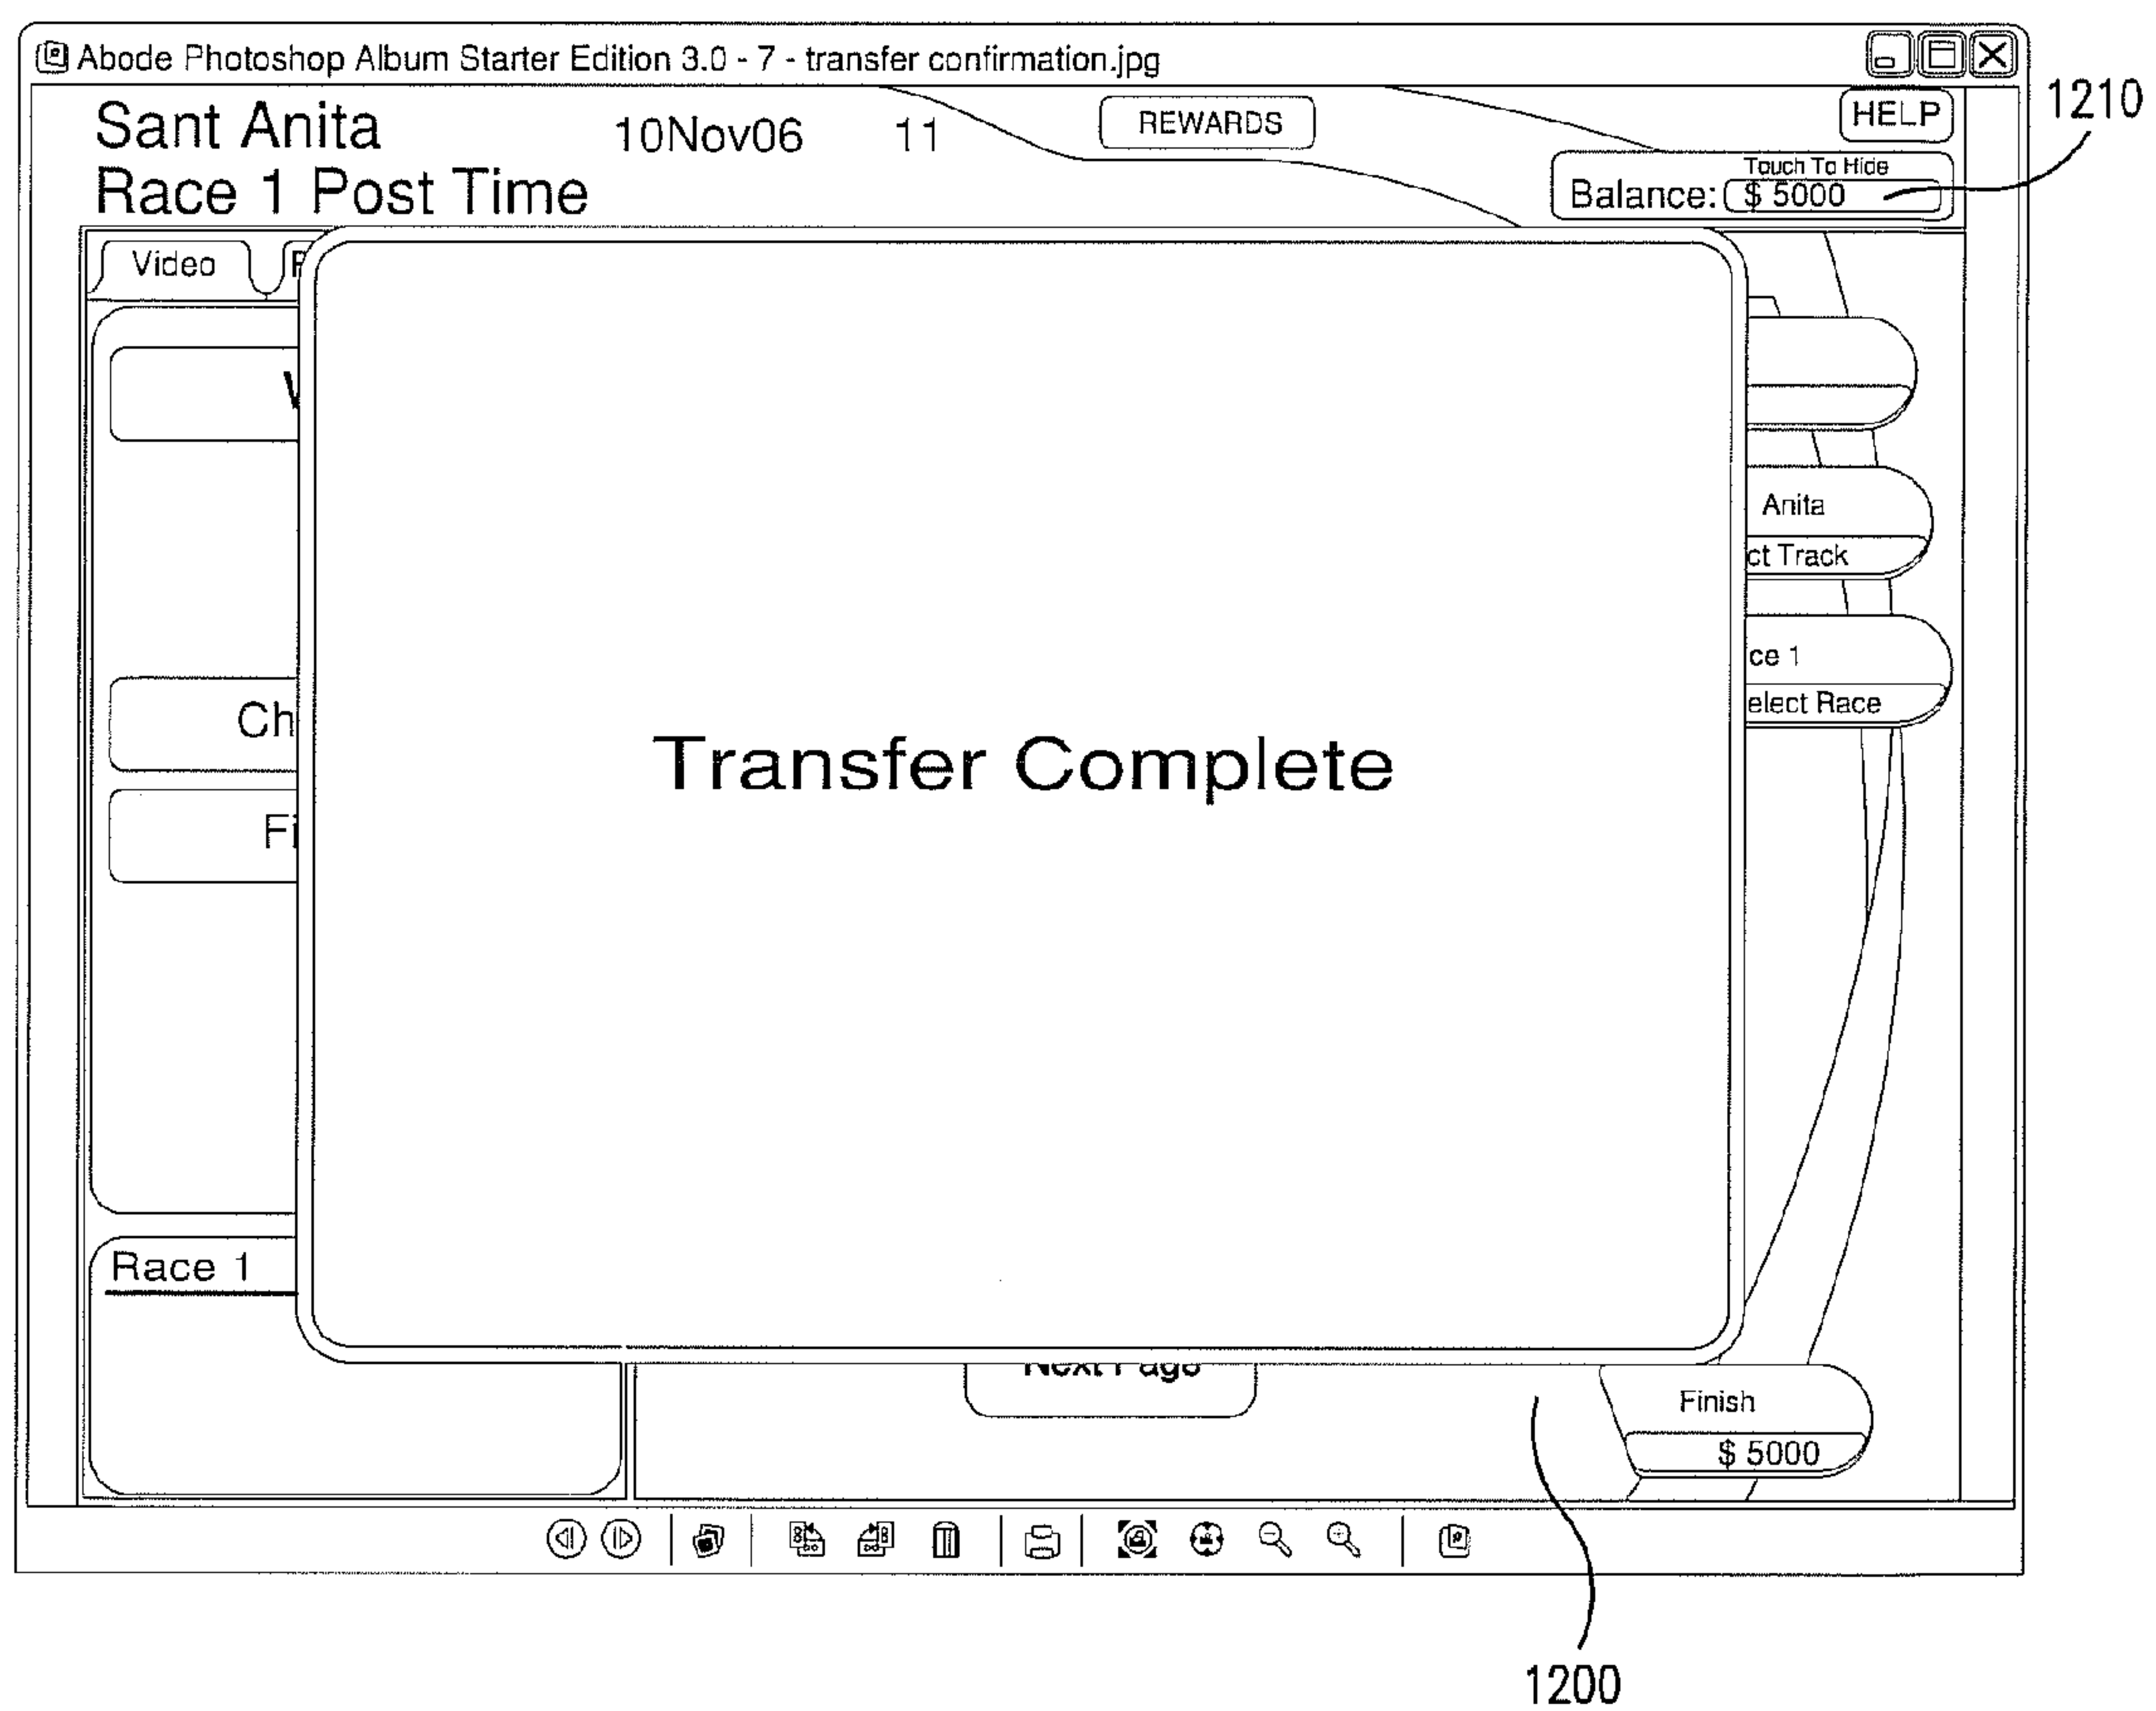 Abode Photoshop Album Starter Edition 3.0 - 7 - transfer confirmation.jpg
Sant Anita 10Nov06 11 REWARDS HELP 1210
Race 1 Post Time
Touch To Hide
Balance: $ 5000
Video
Anita
ct Track
ce 1
elect Race
Ch
Transfer Complete
Fi
Race 1
Next Page
Finish
$ 5000
1200